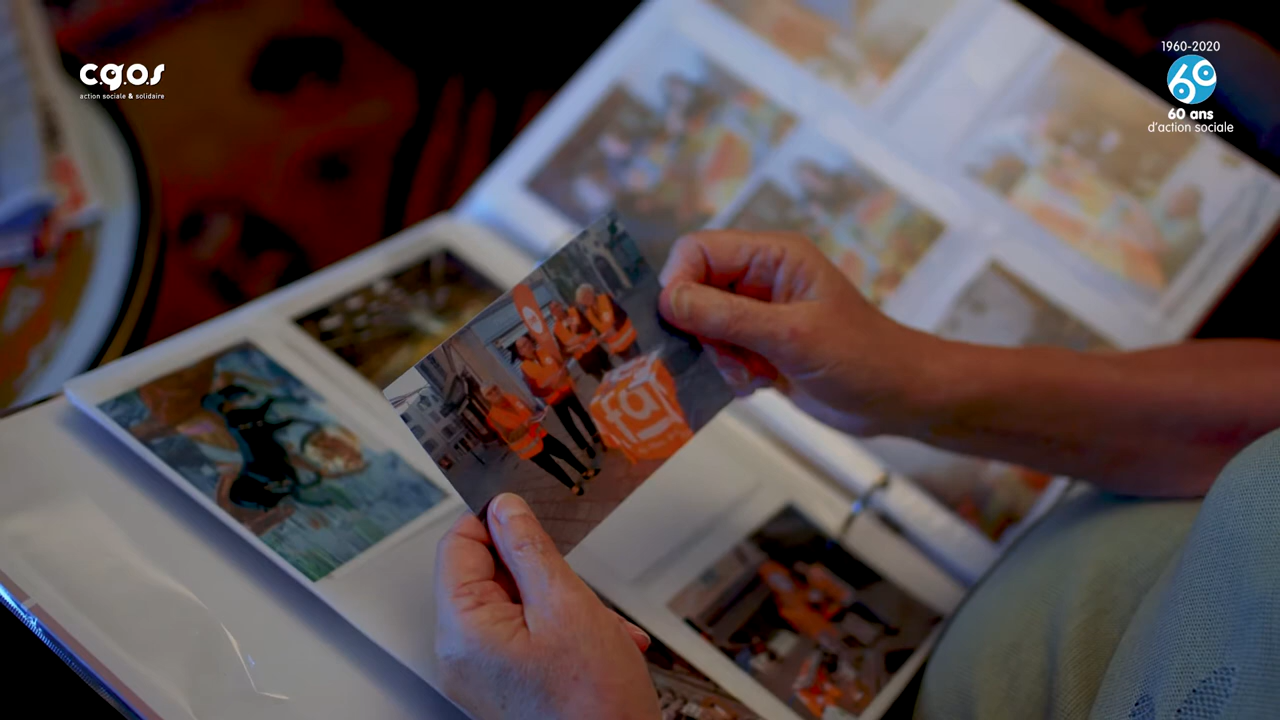 cgos
action sociale & solidaire
1960-2020
60
60 ans
d'action sociale